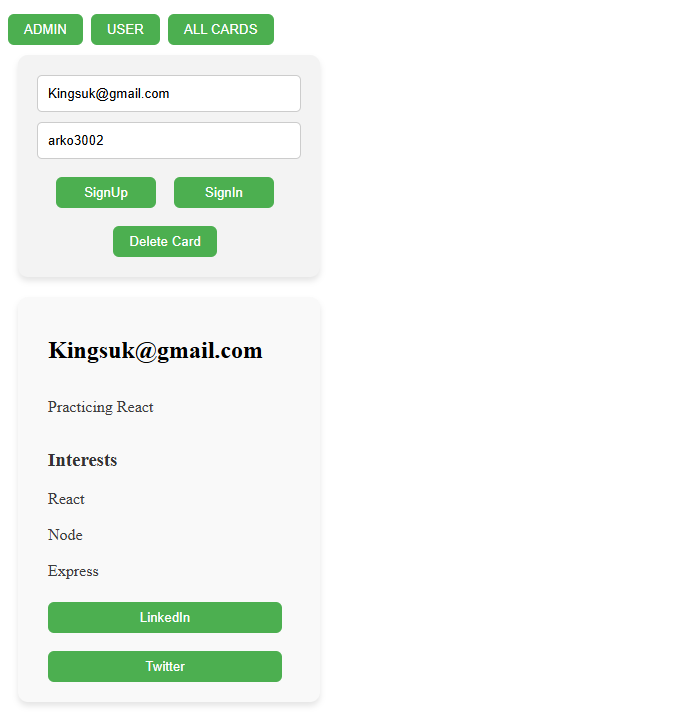 ADMIN USER ALL CARDS
Kingsuk@gmail.com
arko3002
SignUp SignIn
Delete Card
Kingsuk@gmail.com
Practicing React
Interests
React
Node
Express
LinkedIn
Twitter